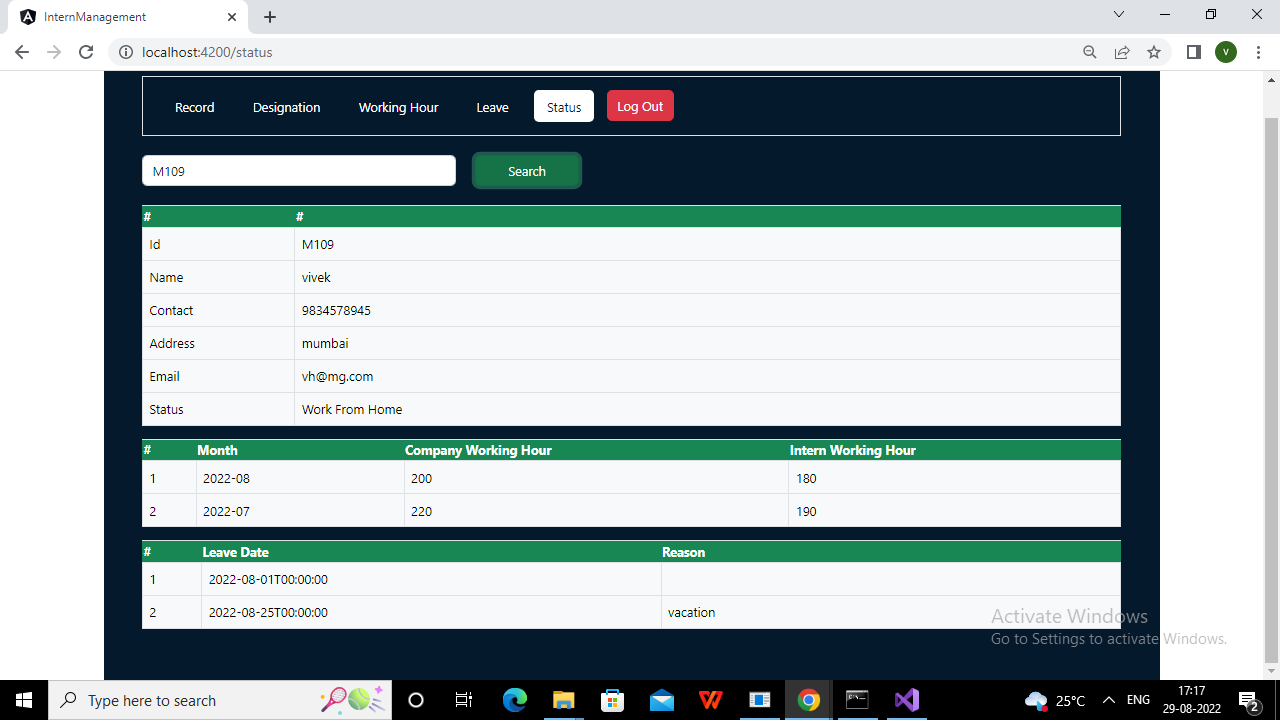 InternManagement
localhost:4200/status
V
Record Designation Working Hour Leave Status Log Out
M109 Search
# #
Id M109
Name vivek
Contact 9834578945
Address mumbai
Email vh@mg.com
Status Work From Home
# Month Company Working Hour Intern Working Hour
1 2022-08 200 180
2 2022-07 220 190
# Leave Date Reason
1 2022-08-01T00:00:00
2 2022-08-25T00:00:00 vacation
Activate Windows
Go to Settings to activate Windows.
Type here to search 25°C ENG 17:17
29-08-2022 2